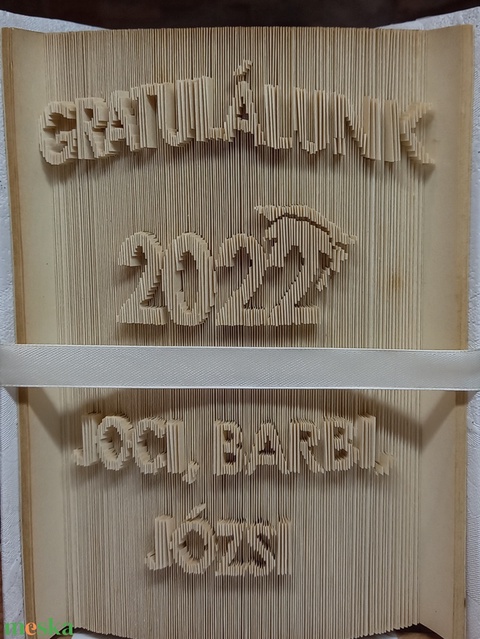 GRATULÁLUNK
2022
JOCI, BARBI,
JÓZSI
meska